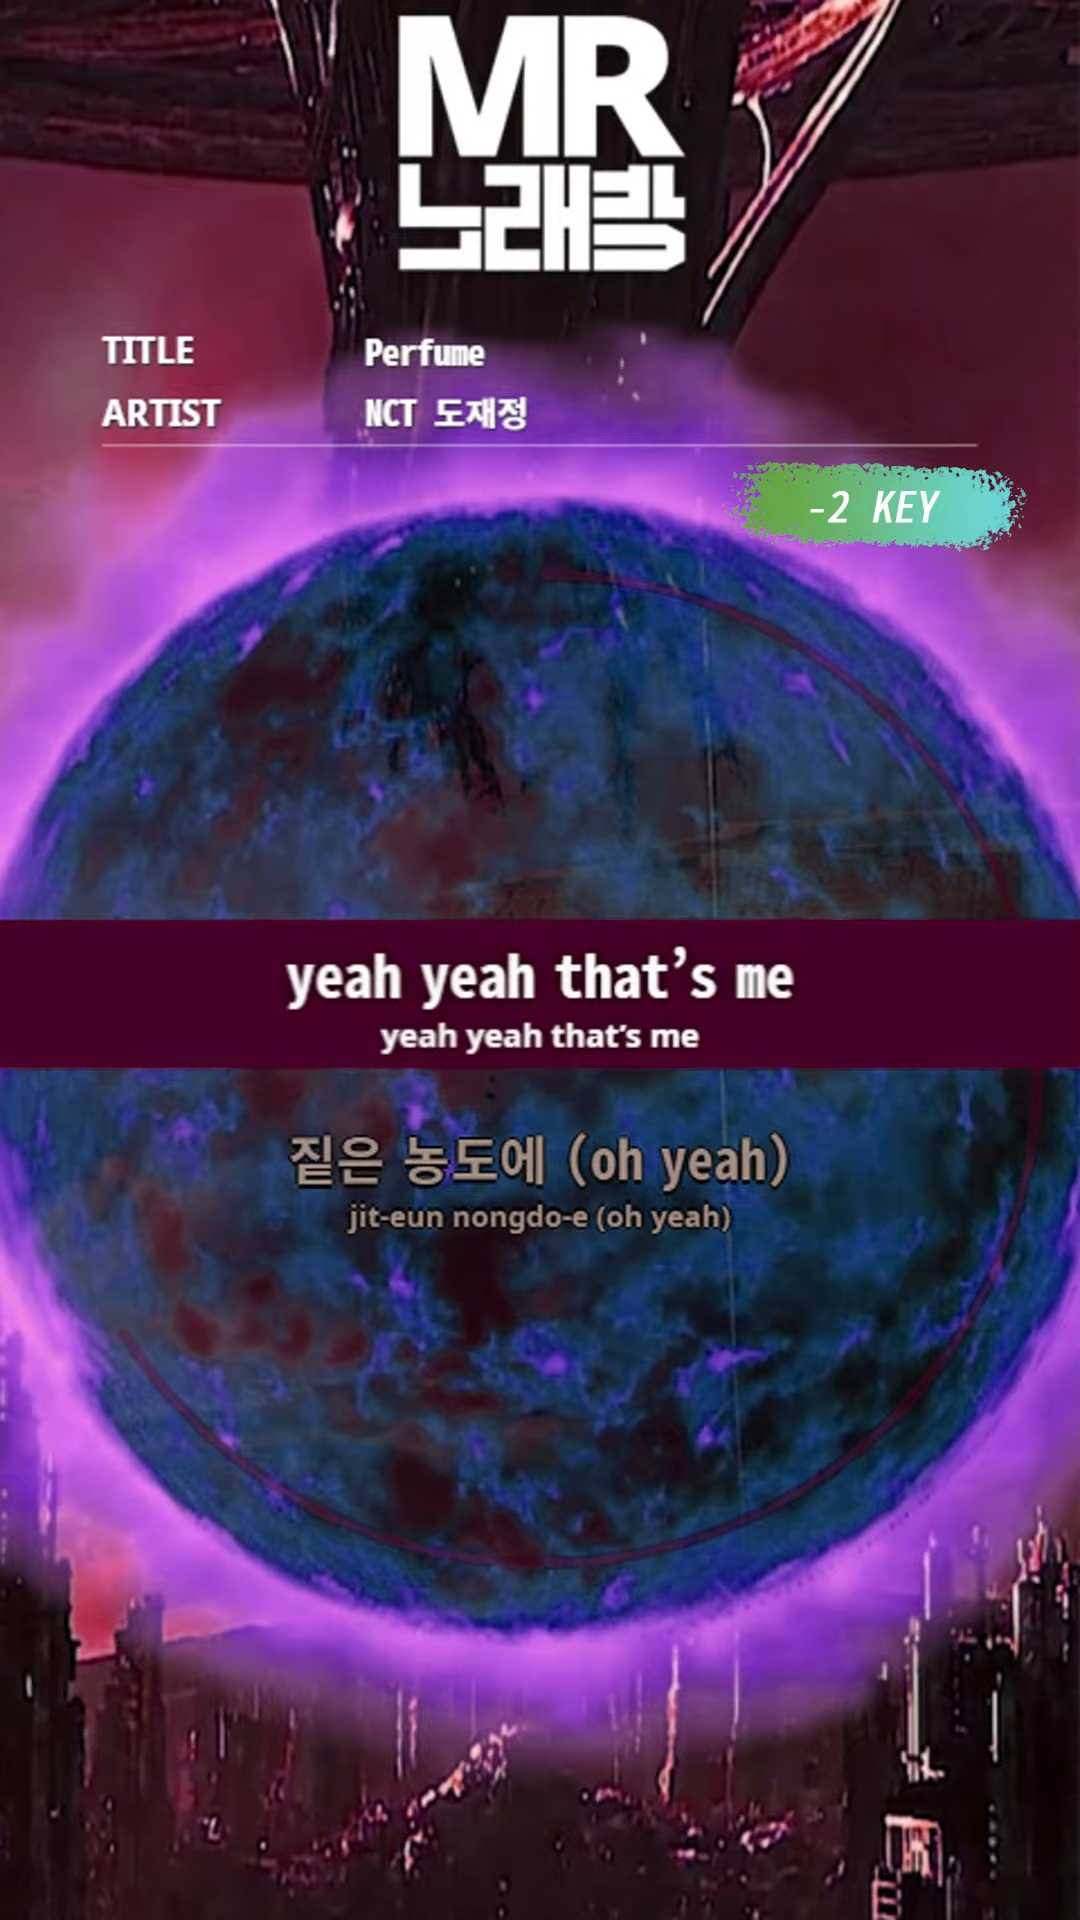 MR
노래방
TITLE Perfume
ARTIST NCT 도재정
-2 KEY
yeah yeah that’s me
yeah yeah that’s me
짙은 농도에 (oh yeah)
jit-eun nongdo-e (oh yeah)